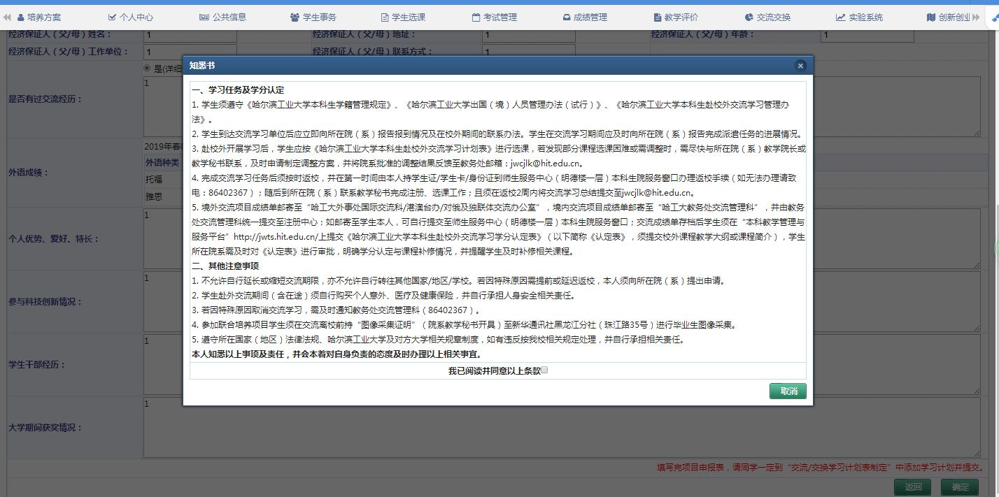 培养方案 个人中心 公共信息 学生事务 学生选课 考试管理 成绩管理 教学评价 交流交换 实验系统 创新创业
经济保证人（父/母）姓名： 1 经济保证人（父/母）地址： 1 经济保证人（父/母）年龄： 1
经济保证人（父/母）工作单位： 1 经济保证人（父/母）联系方式： 1
知悉书
是(详细
是否有过交流经历： 1
一、学习任务及学分认定
1. 学生须遵守《哈尔滨工业大学本科生学籍管理规定》、《哈尔滨工业大学出国（境）人员管理办法（试行）》、《哈尔滨工业大学本科生赴校外交流学习管理办
法》。
2. 学生到达交流学习单位后应立即向所在院（系）报告报到情况及在校外期间的联系办法。学生在交流学习期间应及时向所在院（系）报告完成派遣任务的进展情况。
3. 赴校外开展学习后，学生应按《哈尔滨工业大学本科生赴校外交流学习计划表》进行选课，若发现部分课程选课困难或需调整时，需尽快与所在院（系）教学院长或
教学秘书联系，及时申请制定调整方案，并将院系批准的调整结果反馈至教务处邮箱：jwcjlk@hit.edu.cn。
4. 完成交流学习任务后须按时返校，并在第一时间由本人持学生证/学生卡/身份证到师生服务中心（明德楼一层）本科生院服务窗口办理返校手续（如无法办理请致
电：86402367）；随后到所在院（系）联系教学秘书完成注册、选课工作；且须在返校2周内将交流学习总结提交至jwcjlk@hit.edu.cn。
5. 境外交流项目成绩单邮寄至“哈工大外事处国际交流科/港澳台办/对俄及独联体交流办公室”，境内交流项目成绩单邮寄至“哈工大教务处交流管理科”，并由教务
处交流管理科统一提交至注册中心；如邮寄至学生本人，可自行提交至师生服务中心（明德楼一层）本科生院服务窗口；交流成绩单存档后学生须在“本科教学管理与
服务平台”http://jwts.hit.edu.cn/上提交《哈尔滨工业大学本科生赴校外交流学习学分认定表》（以下简称《认定表》，须提交校外课程教学大纲或课程简介），学生
所在院系需及时对《认定表》进行审批，明确学分认定与课程补修情况，并提醒学生及时补修相关课程。
二、其他注意事项
1. 不允许自行延长或缩短交流期限，亦不允许自行转往其他国家/地区/学校。若因特殊原因需提前或延迟返校，本人须向所在院（系）提出申请。
2. 学生赴外交流期间（含在途）须自行购买个人意外、医疗及健康保险，并自行承担人身安全相关责任。
3. 若因特殊原因取消交流学习，需及时通知教务处交流管理科（86402367）。
4. 参加联合培养项目学生须在交流离校前持“图像采集证明”（院系教学秘书开具）至新华通讯社黑龙江分社（珠江路35号）进行毕业生图像采集。
5. 遵守所在国家（地区）法律法规、哈尔滨工业大学及对方大学相关规章制度，如有违反按我校相关规定处理，并自行承担相关责任。
本人知悉以上事项及责任，并会本着对自身负责的态度及时办理以上相关事宜。
我已阅读并同意以上条款
取消
2019年春
外语成绩： 外语种类
托福
雅思
个人优势、爱好、特长： 1
参与科技创新情况： 1
学生干部经历： 1
大学期间获奖情况： 1
填写完项目申报表，请同学一定到“交流/交换学习计划表制定”中添加学习计划并提交。
返回 确定